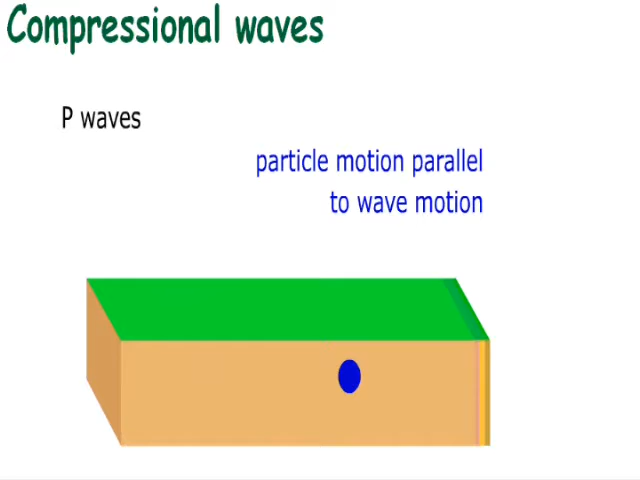 Compressional waves
P waves
particle motion parallel
to wave motion